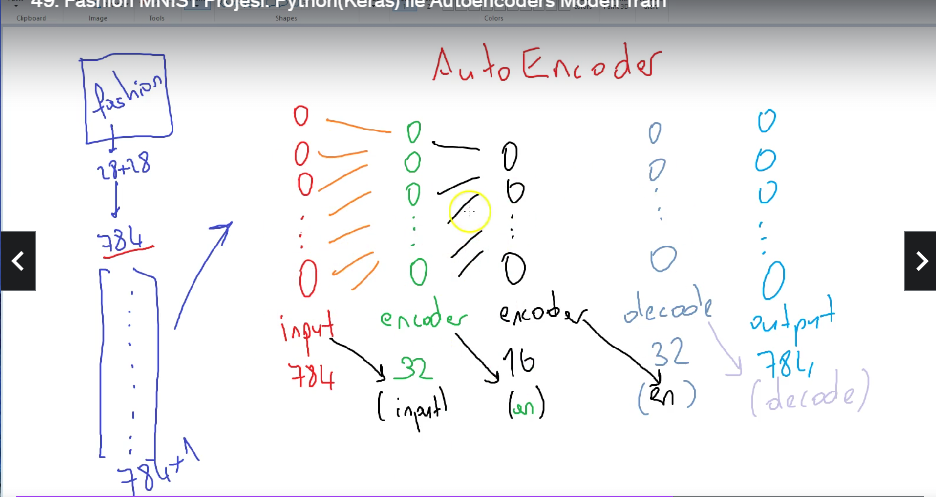 49. Fashion MNIST Projesi: Python(Keras) ile Autoencoders Modeli Train
Clipboard
Image
Tools
Shapes
Colors
AutoEncoder
fashion
28+28
784
784+1
input
784
encoder
32
(input)
encoder
16
(en)
decode
32
(en)
output
784,
(decode)